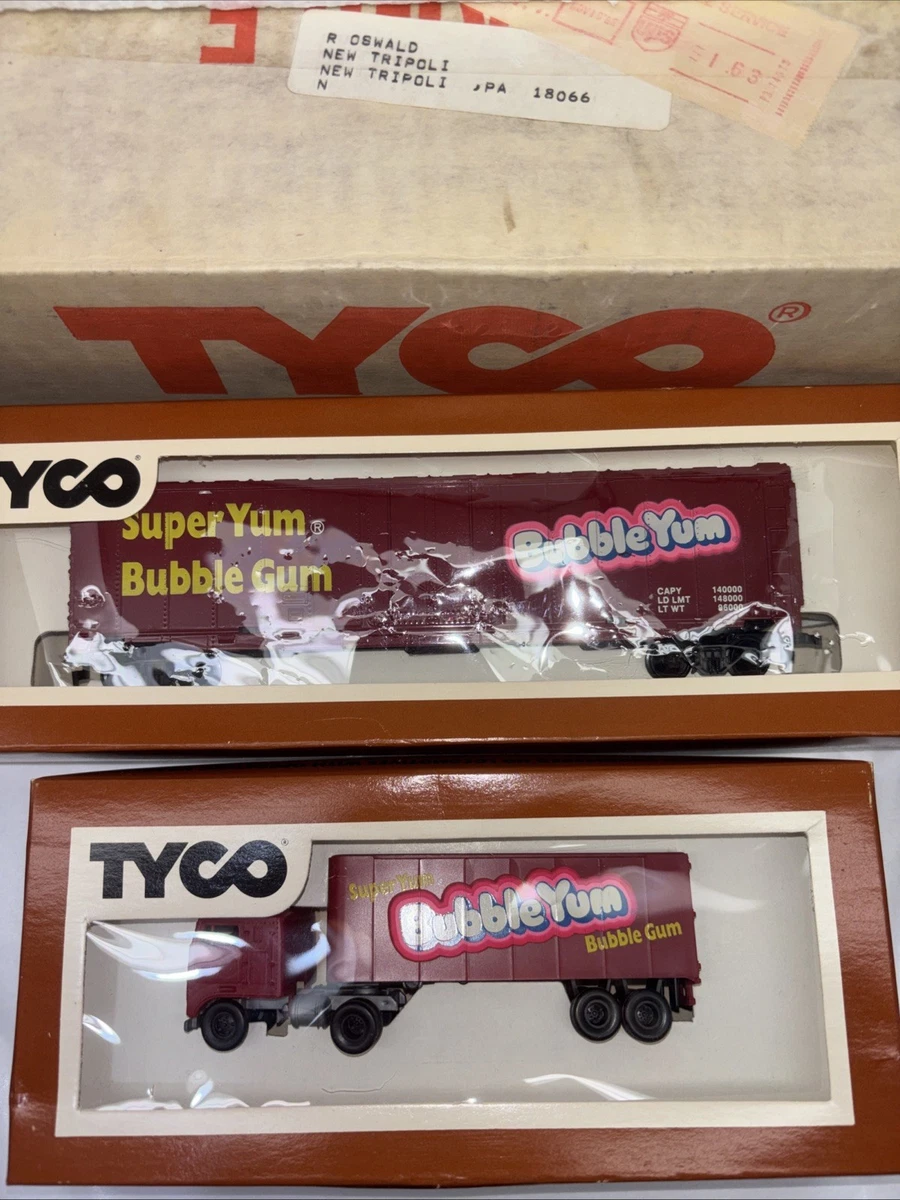 R OSWALD
NEW TRIPOLI
NEW TRIPOLI ,PA 18066
N
1.63
TYCO®
TYCO®
Super Yum®
Bubble Gum
Bubble Yum
CAPY 140000
LD LMT 148000
LT WT 96000
TYCO®
Super Yum
Bubble Yum
Bubble Gum